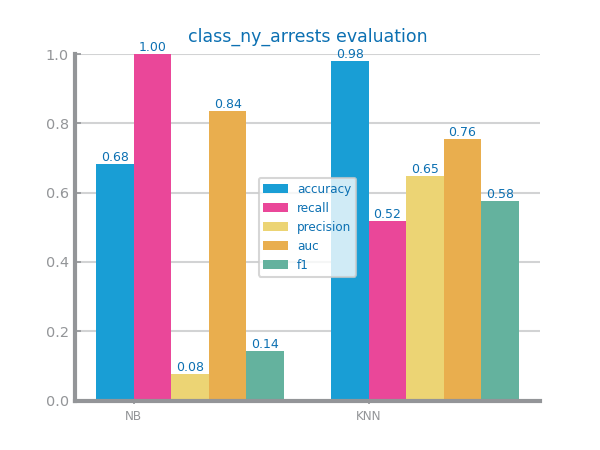 class_ny_arrests evaluation
1.0
0.8
0.6
0.4
0.2
0.0
0.68
1.00
0.08
0.84
0.14
0.98
0.52
0.65
0.76
0.58
accuracy
recall
precision
auc
f1
NB
KNN